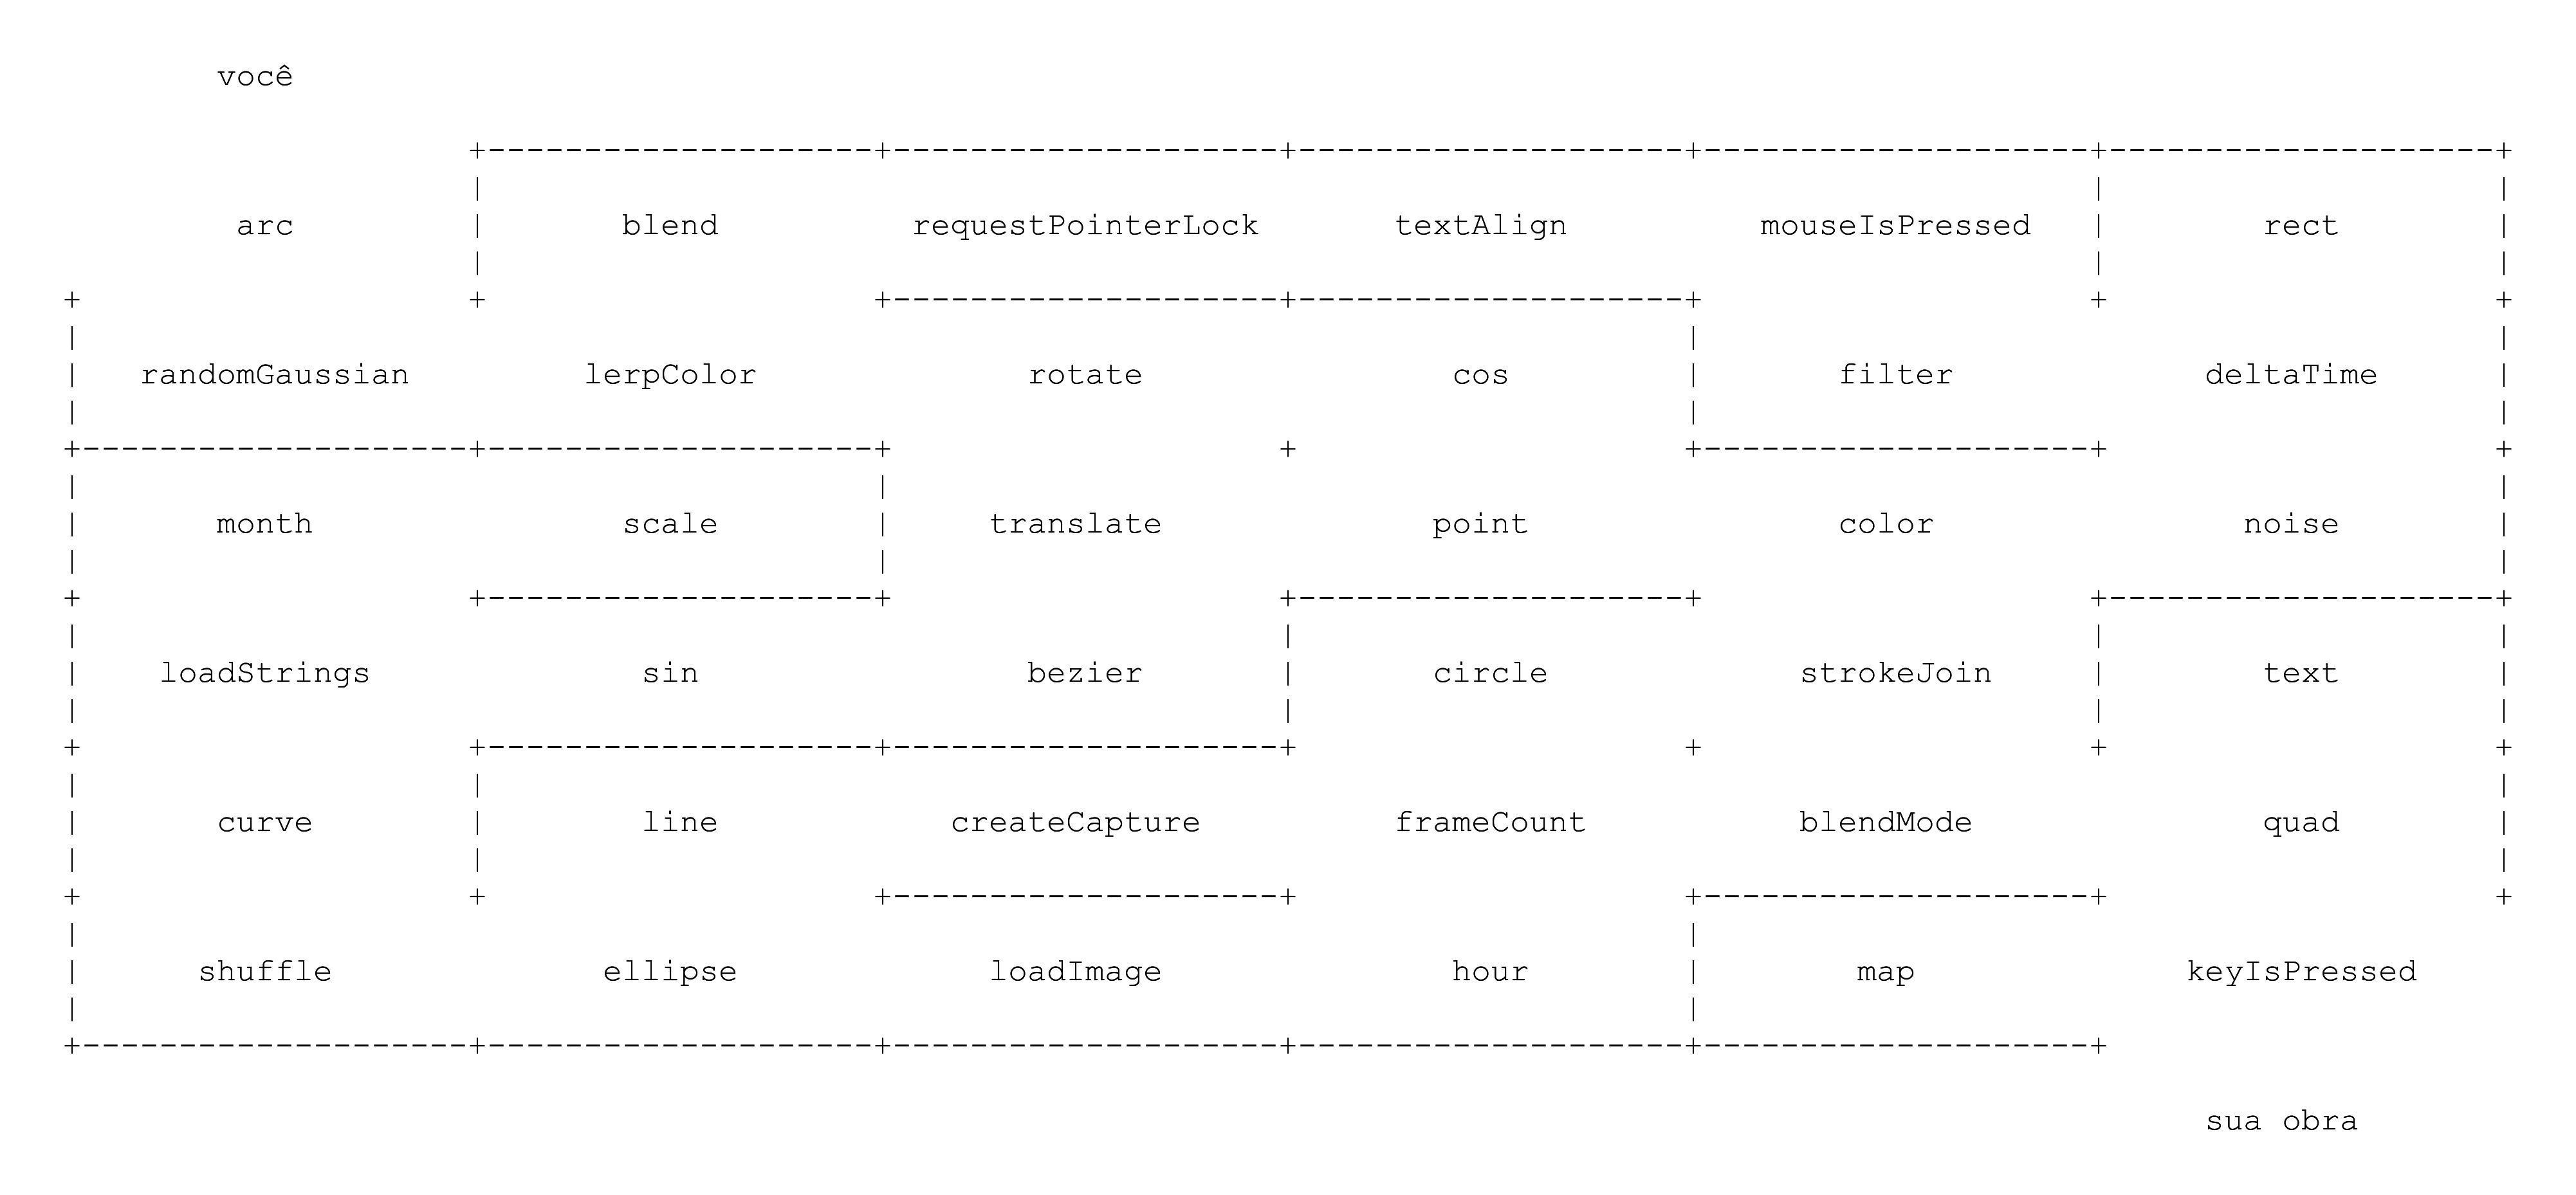 você
arc blend requestPointerLock textAlign mouseIsPressed rect
randomGaussian lerpColor rotate cos filter deltaTime
month scale translate point color noise
loadStrings sin bezier circle strokeJoin text
curve line createCapture frameCount blendMode quad
shuffle ellipse loadImage hour map keyIsPressed
sua obra